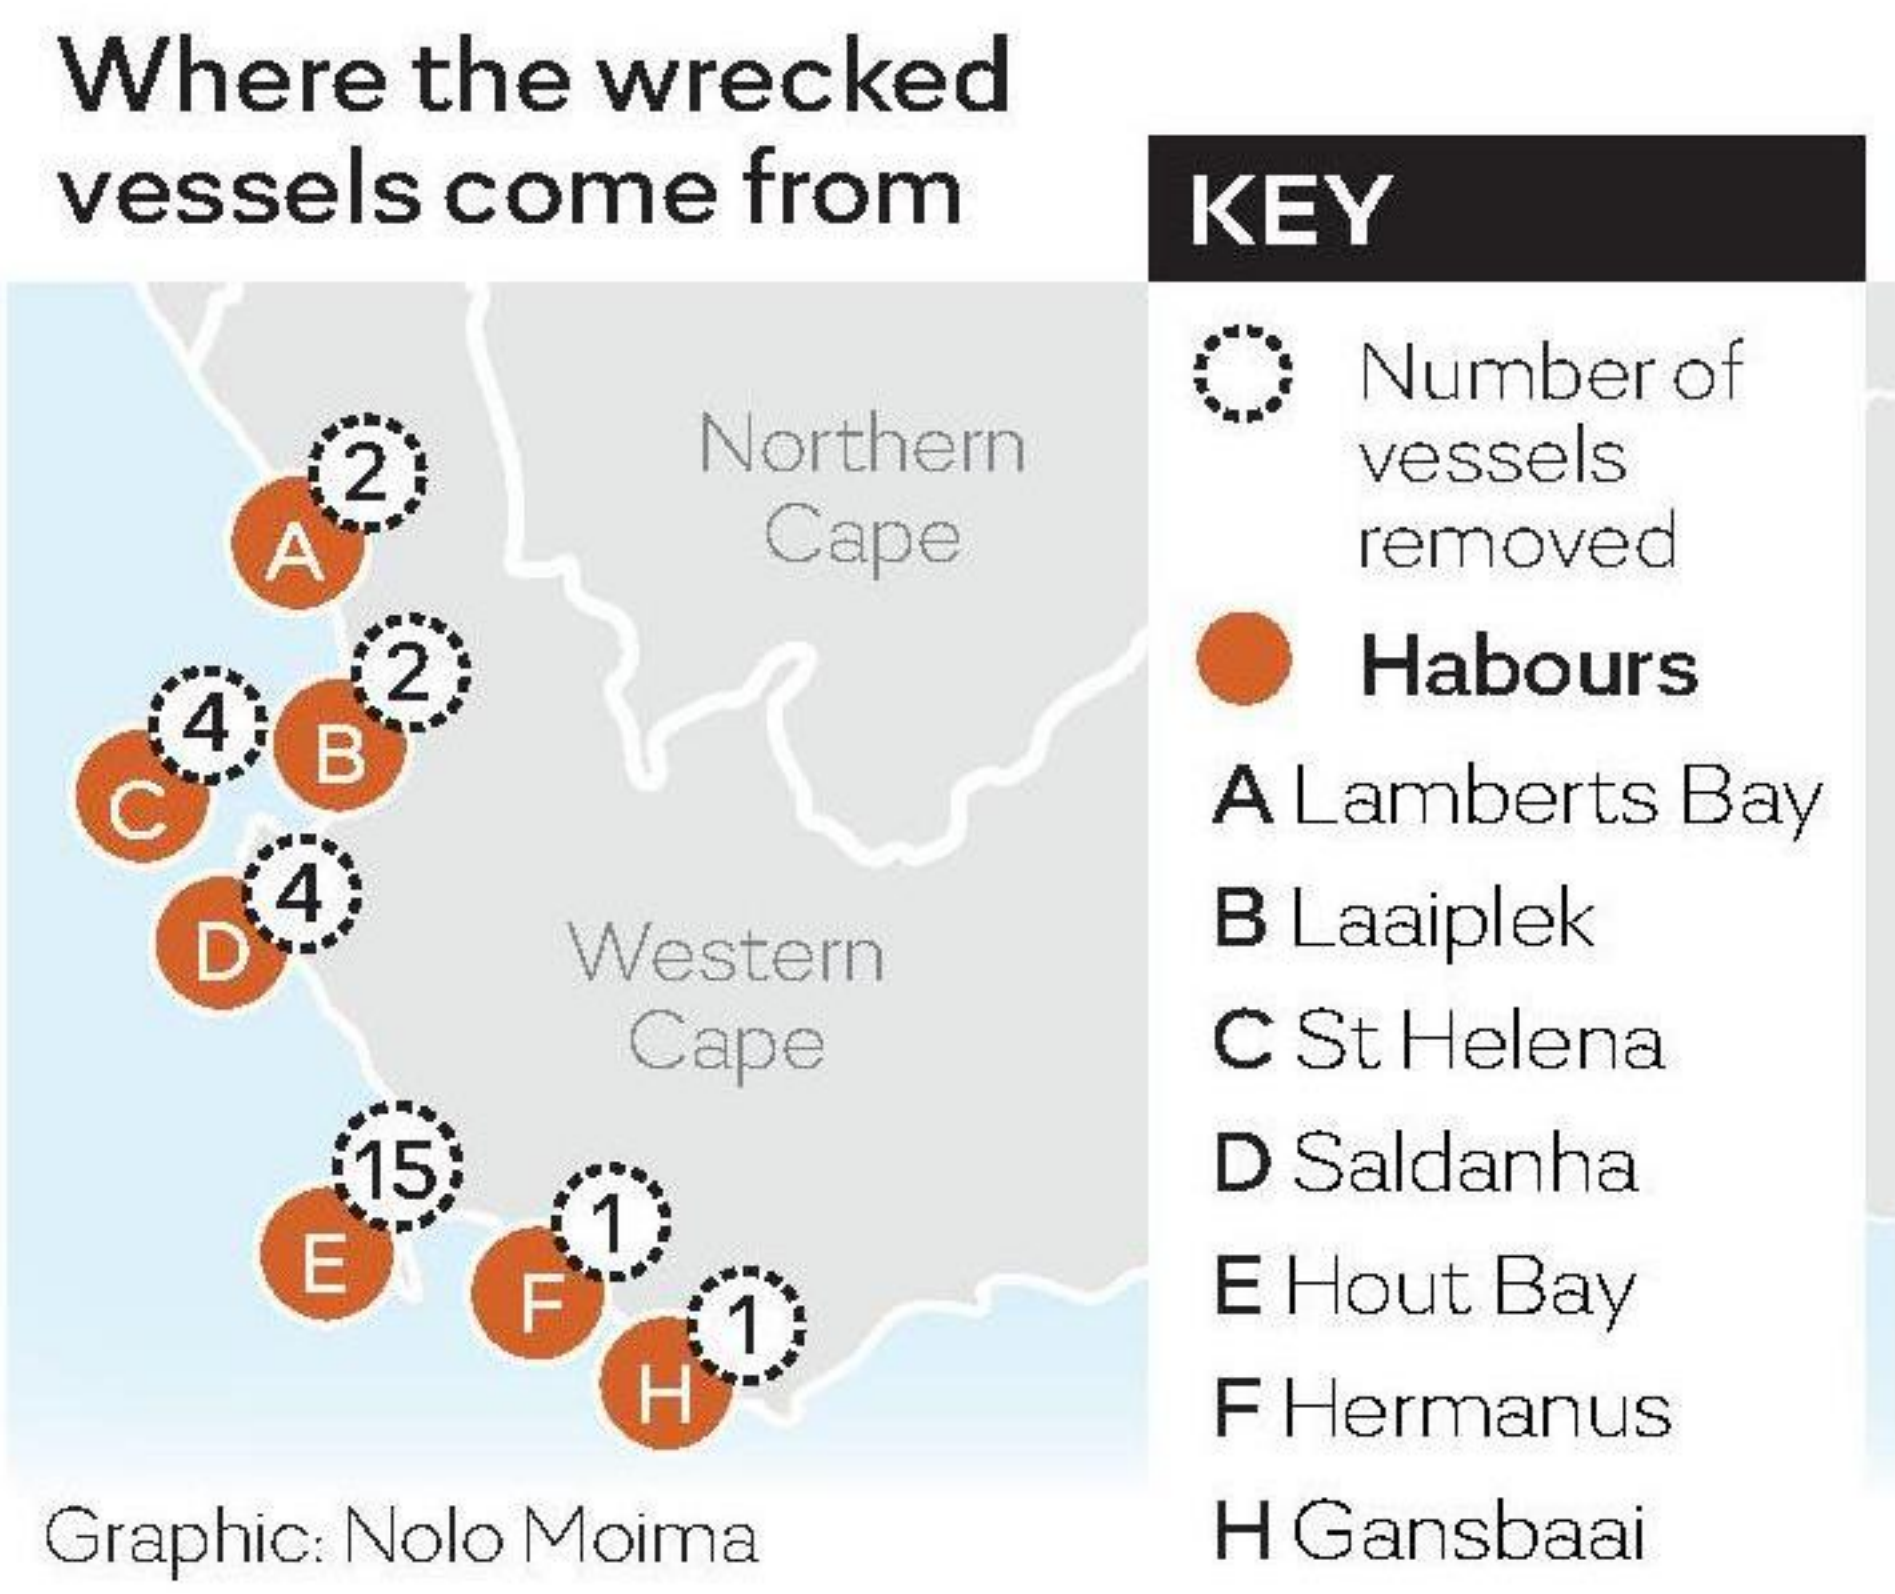 Where the wrecked
vessels come from
KEY
Number of
vessels
removed
Habours
A Lamberts Bay
B Laaiplek
C St Helena
D Saldanha
E Hout Bay
F Hermanus
H Gansbaai
Northern
Cape
Western
Cape
2
A
2
B
4
C
4
D
15
E
1
F
1
H
Graphic: Nolo Moima